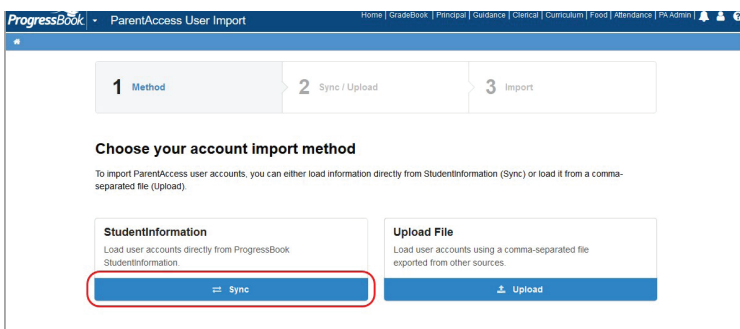 ProgressBook - ParentAccess User Import
Home | GradeBook | Principal | Guidance | Clerical | Curriculum | Food | Attendance | PA Admin |
1 Method
2 Sync / Upload
3 Import
Choose your account import method
To import ParentAccess user accounts, you can either load information directly from StudentInformation (Sync) or load it from a comma-
separated file (Upload).
StudentInformation
Load user accounts directly from ProgressBook
StudentInformation.
Sync
Upload File
Load user accounts using a comma-separated file
exported from other sources.
Upload